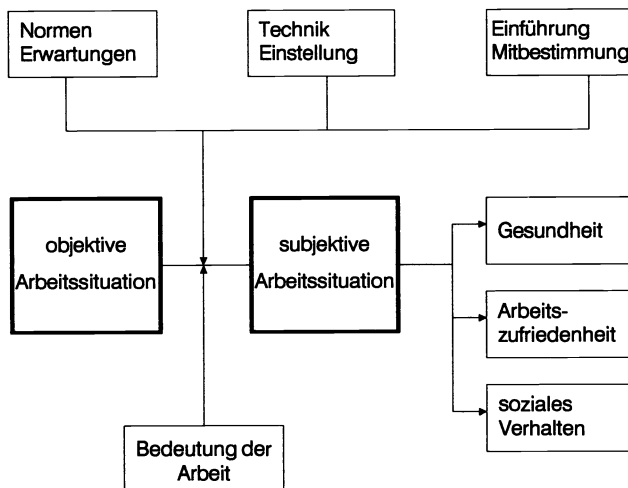 Normen
Erwartungen
Technik
Einstellung
Einführung
Mitbestimmung
objektive
Arbeitssituation
subjektive
Arbeitssituation
Gesundheit
Arbeits-
zufriedenheit
soziales
Verhalten
Bedeutung der
Arbeit